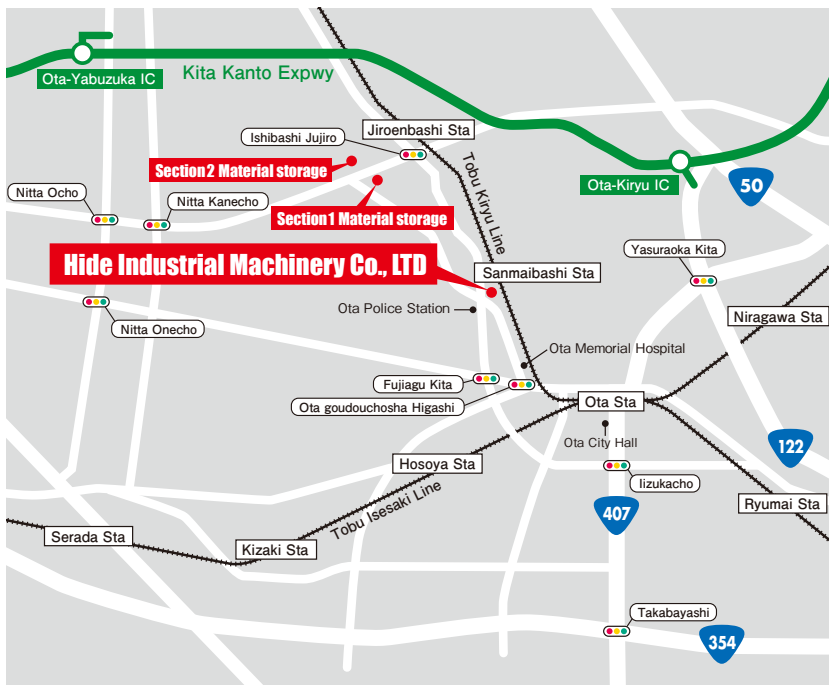 Ota-Yabuzuka IC
Kita Kanto Expwy
Jiroenbashi Sta
Ishibashi Jujiro
Section2 Material storage
Ota-Kiryu IC
50
Nitta Ocho
Nitta Kanecho
Section1 Material storage
Tobu Kiryu Line
Hide Industrial Machinery Co., LTD
Sanmaibashi Sta
Yasuraoka Kita
Ota Police Station
Niragawa Sta
Nitta Onecho
Ota Memorial Hospital
Fujiagu Kita
Ota goudouchosha Higashi
Ota Sta
Ota City Hall
122
Hosoya Sta
Iizukacho
Tobu Isesaki Line
407
Ryumai Sta
Serada Sta
Kizaki Sta
Takabayashi
354